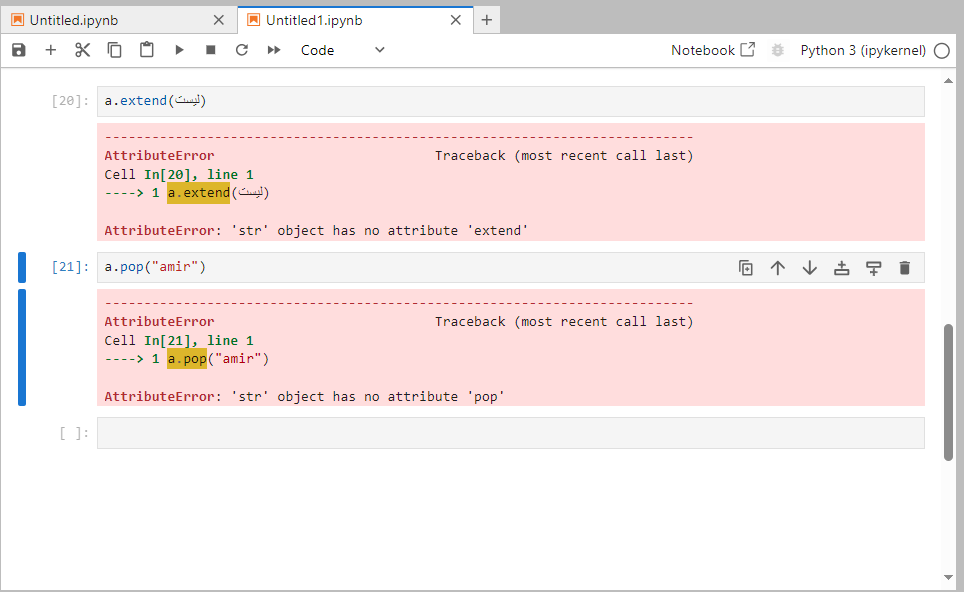 Untitled.ipynb
Untitled1.ipynb
Code
Notebook
Python 3 (ipykernel)
[20]:
a.extend(لیست)
---------------------------------------------------------------------------
AttributeError                            Traceback (most recent call last)
Cell In[20], line 1
----> 1 a.extend(لیست)
AttributeError: 'str' object has no attribute 'extend'
[21]:
a.pop("amir")
---------------------------------------------------------------------------
AttributeError                            Traceback (most recent call last)
Cell In[21], line 1
----> 1 a.pop("amir")
AttributeError: 'str' object has no attribute 'pop'
[ ]: